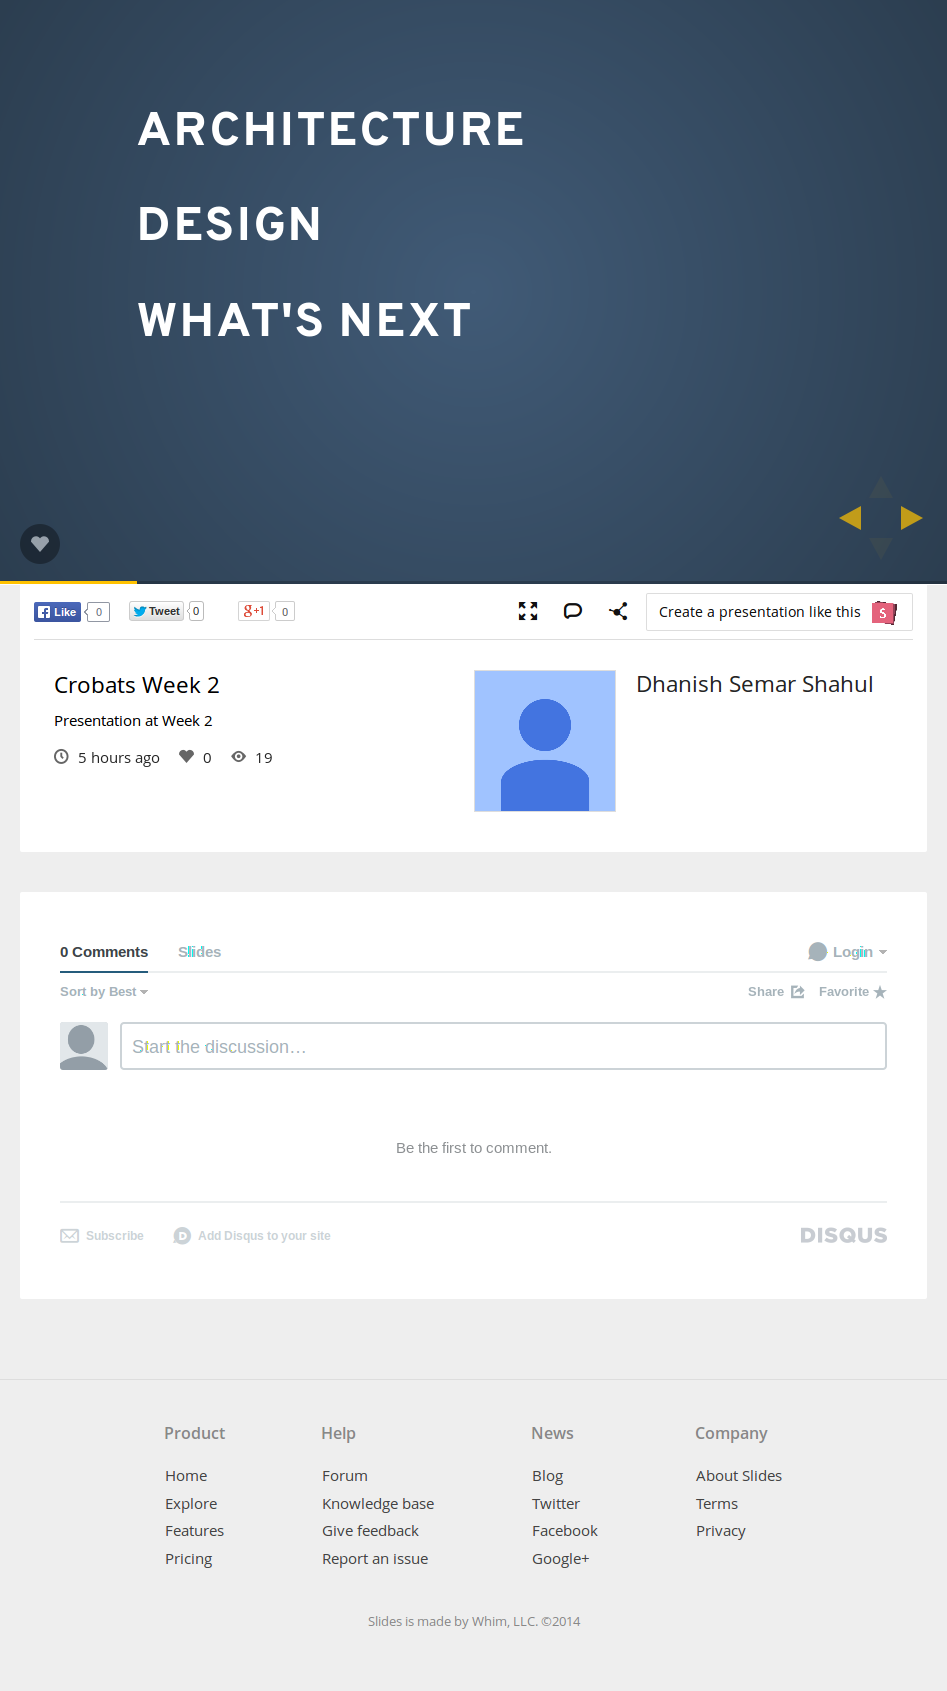 ARCHITECTURE
DESIGN
WHAT'S NEXT
Like 0 Tweet 0 g+1 0 Create a presentation like this S
Crobats Week 2
Dhanish Semar Shahul
Presentation at Week 2
5 hours ago 0 19
0 Comments Slides Login
Sort by Best Share Favorite
Start the discussion…
Be the first to comment.
Subscribe D Add Disqus to your site DISQUS
Product Help News Company
Home Forum Blog About Slides
Explore Knowledge base Twitter Terms
Features Give feedback Facebook Privacy
Pricing Report an issue Google+
Slides is made by Whim, LLC. ©2014